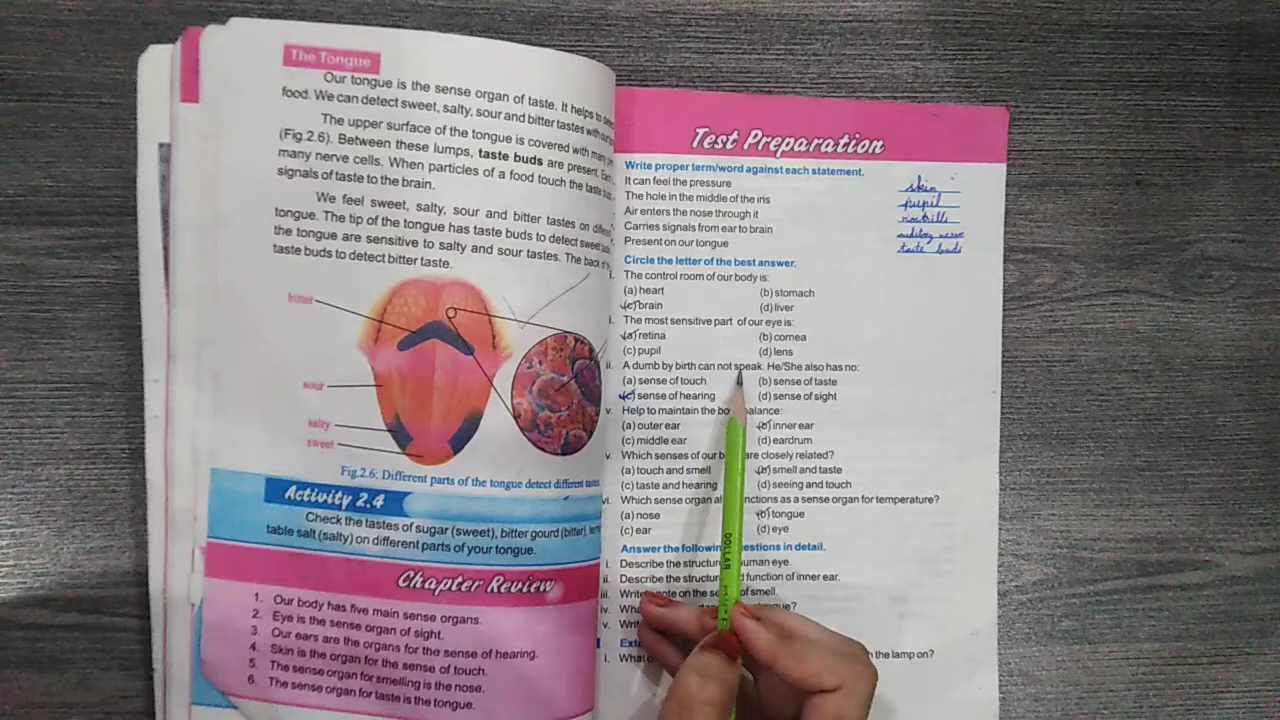 The Tongue
Our tongue is the sense organ of taste. It helps to
food. We can detect sweet, salty, sour and bitter tastes with
The upper surface of the tongue is covered with many
(Fig.2.6). Between these lumps, taste buds are present. Each
many nerve cells. When particles of a food touch the taste
signals of taste to the brain.
We feel sweet, salty, sour and bitter tastes on
tongue. The tip of the tongue has taste buds to detect sweet
the tongue are sensitive to salty and sour tastes. The back of
taste buds to detect bitter taste.
bitter
sour
salty
sweet
Fig.2.6: Different parts of the tongue detect different tastes.
Activity 2.4
Check the tastes of sugar (sweet), bitter gourd (bitter),
table salt (salty) on different parts of your tongue.
Chapter Review
1. Our body has five main sense organs.
2. Eye is the sense organ of sight.
3. Our ears are the organs for the sense of hearing.
4. Skin is the organ for the sense of touch.
5. The sense organ for smelling is the nose.
6. The sense organ for taste is the tongue.
Test Preparation
Write proper term/word against each statement.
It can feel the pressure skin
The hole in the middle of the iris pupil
Air enters the nose through it nostrills
Carries signals from ear to brain auditory nerve
Present on our tongue taste buds
Circle the letter of the best answer.
i. The control room of our body is:
(a) heart (b) stomach
(c) brain (d) liver
i. The most sensitive part of our eye is:
(a) retina (b) cornea
(c) pupil (d) lens
ii. A dumb by birth can not speak. He/She also has no:
(a) sense of touch (b) sense of taste
(c) sense of hearing (d) sense of sight
v. Help to maintain the balance:
(a) outer ear (b) inner ear
(c) middle ear (d) eardrum
v. Which senses of our are closely related?
(a) touch and smell (b) smell and taste
(c) taste and hearing (d) seeing and touch
vi. Which sense organ as a sense organ for temperature?
(a) nose (b) tongue
(c) ear (d) eye
Answer the following questions in detail.
i. Describe the structure human eye.
ii. Describe the structure function of inner ear.
iii. Write note on the of smell.
iv.
v.
i. the lamp on?
DOLLAR